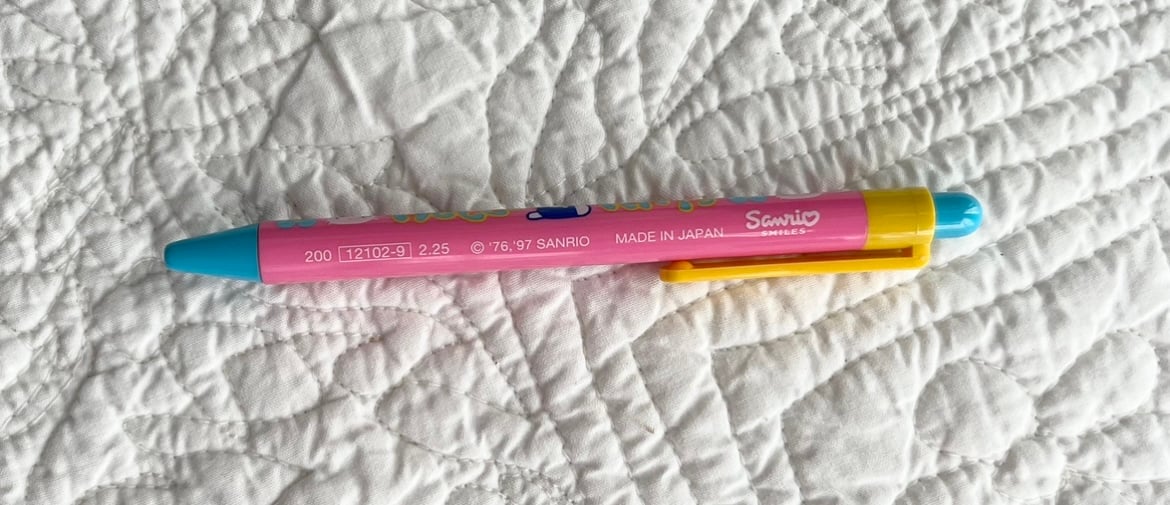 200 12102-9 2.25 © '76,'97 SANRIO MADE IN JAPAN
Sanrio
SMILES